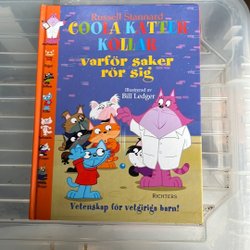 Russell Stannard
COOLA KATTER
KOLLAR
varför saker
rör sig
Illustrerad av
Bill Ledger
RICHTERS
Vetenskap för vetgiriga barn!